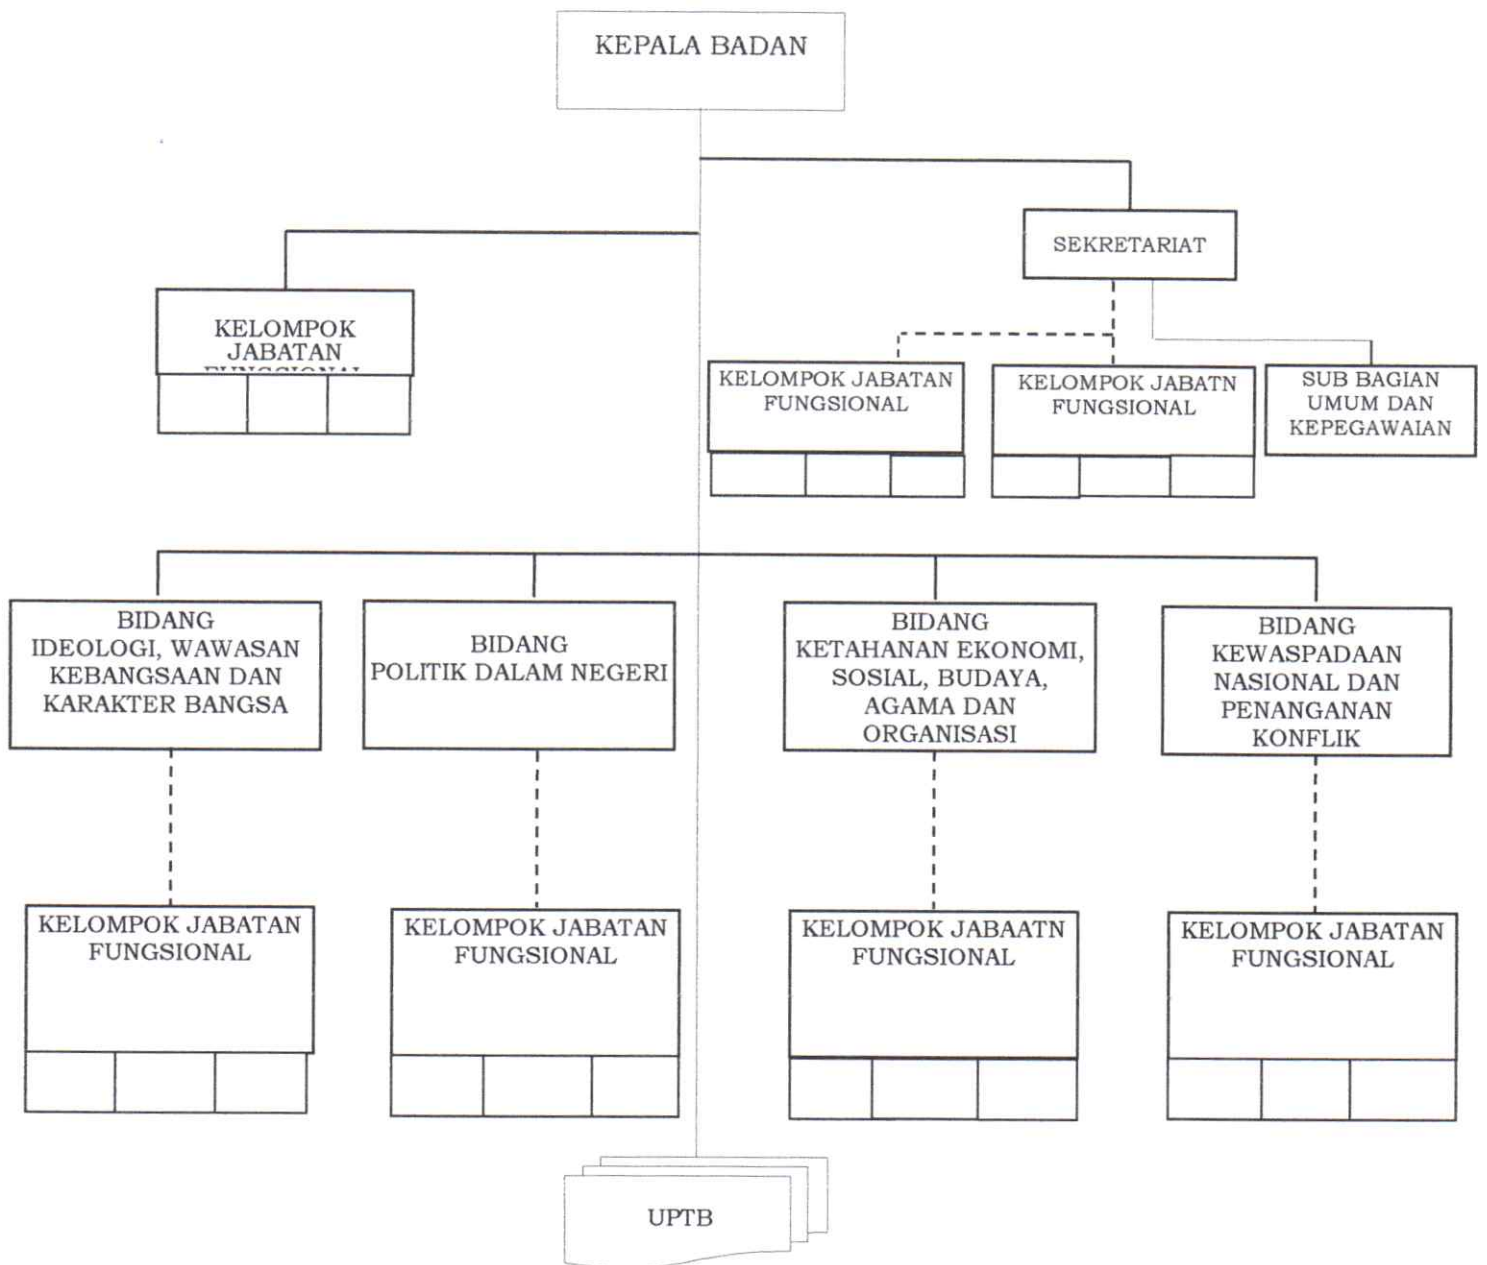 KEPALA BADAN
SEKRETARIAT
KELOMPOK
JABATAN
KELOMPOK JABATAN
FUNGSIONAL
KELOMPOK JABATN
FUNGSIONAL
SUB BAGIAN
UMUM DAN
KEPEGAWAIAN
BIDANG
IDEOLOGI, WAWASAN
KEBANGSAAN DAN
KARAKTER BANGSA
BIDANG
POLITIK DALAM NEGERI
BIDANG
KETAHANAN EKONOMI,
SOSIAL, BUDAYA,
AGAMA DAN
ORGANISASI
BIDANG
KEWASPADAAN
NASIONAL DAN
PENANGANAN
KONFLIK
KELOMPOK JABATAN
FUNGSIONAL
KELOMPOK JABATAN
FUNGSIONAL
KELOMPOK JABAATN
FUNGSIONAL
KELOMPOK JABATAN
FUNGSIONAL
UPTB